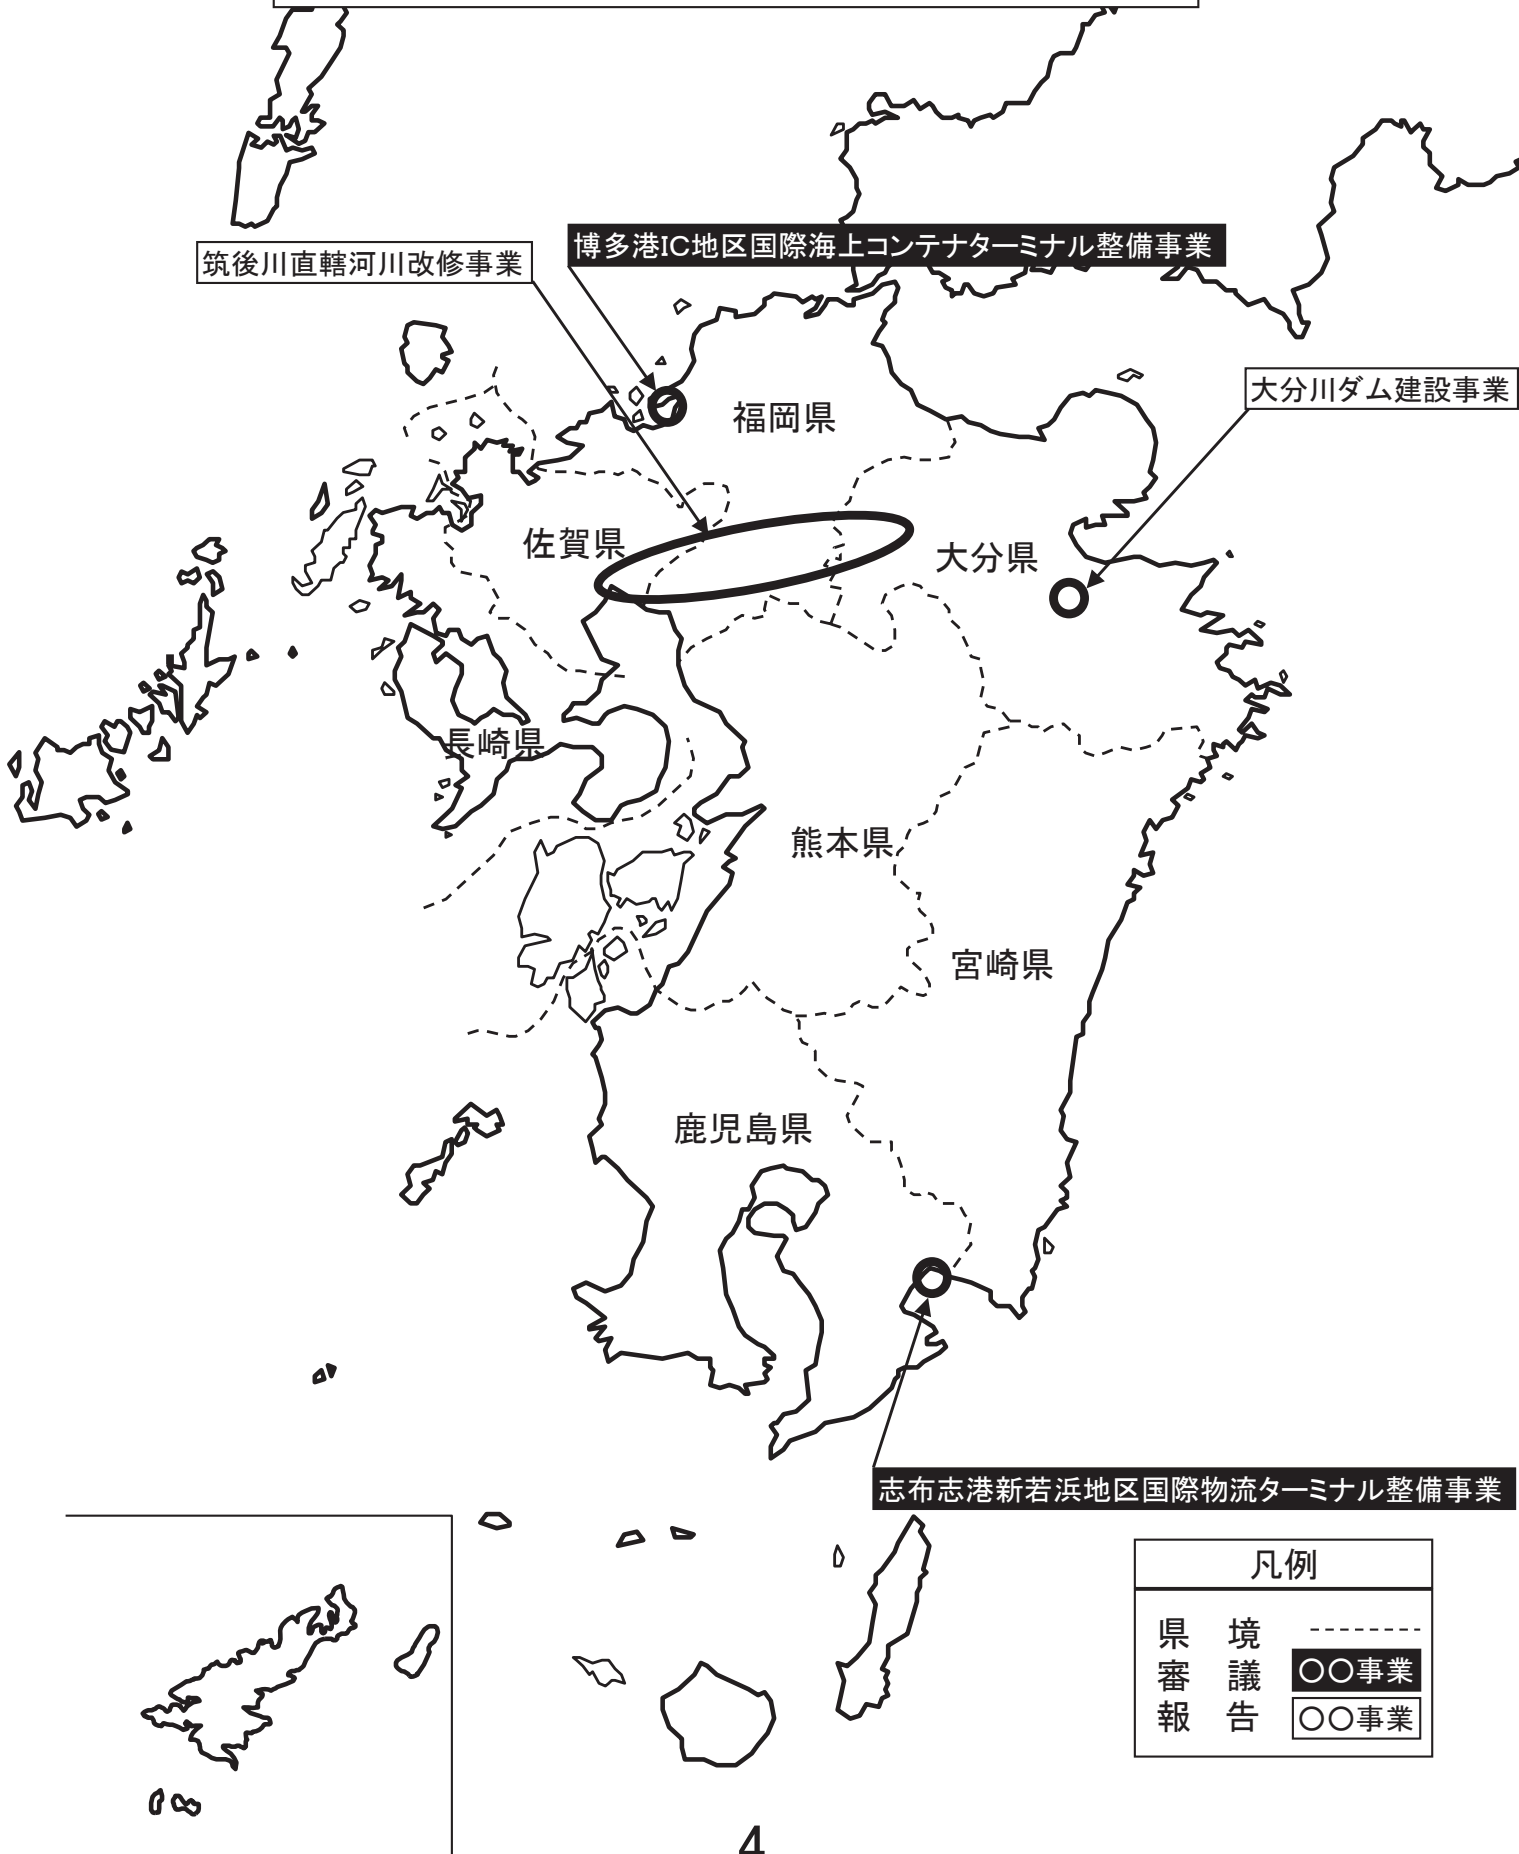 博多港IC地区国際海上コンテナターミナル整備事業
筑後川直轄河川改修事業
大分川ダム建設事業
福岡県
佐賀県
大分県
長崎県
熊本県
宮崎県
鹿児島県
志布志港新若浜地区国際物流ターミナル整備事業
凡例
県 境
審 議 〇〇事業
報 告 〇〇事業
4